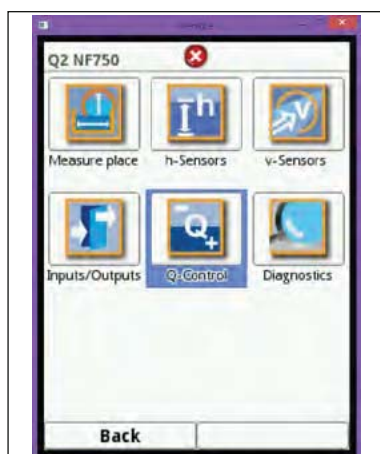 Q2 NF750
Measure place h-Sensors v-Sensors
Inputs/Outputs Q-Control Diagnostics
Back